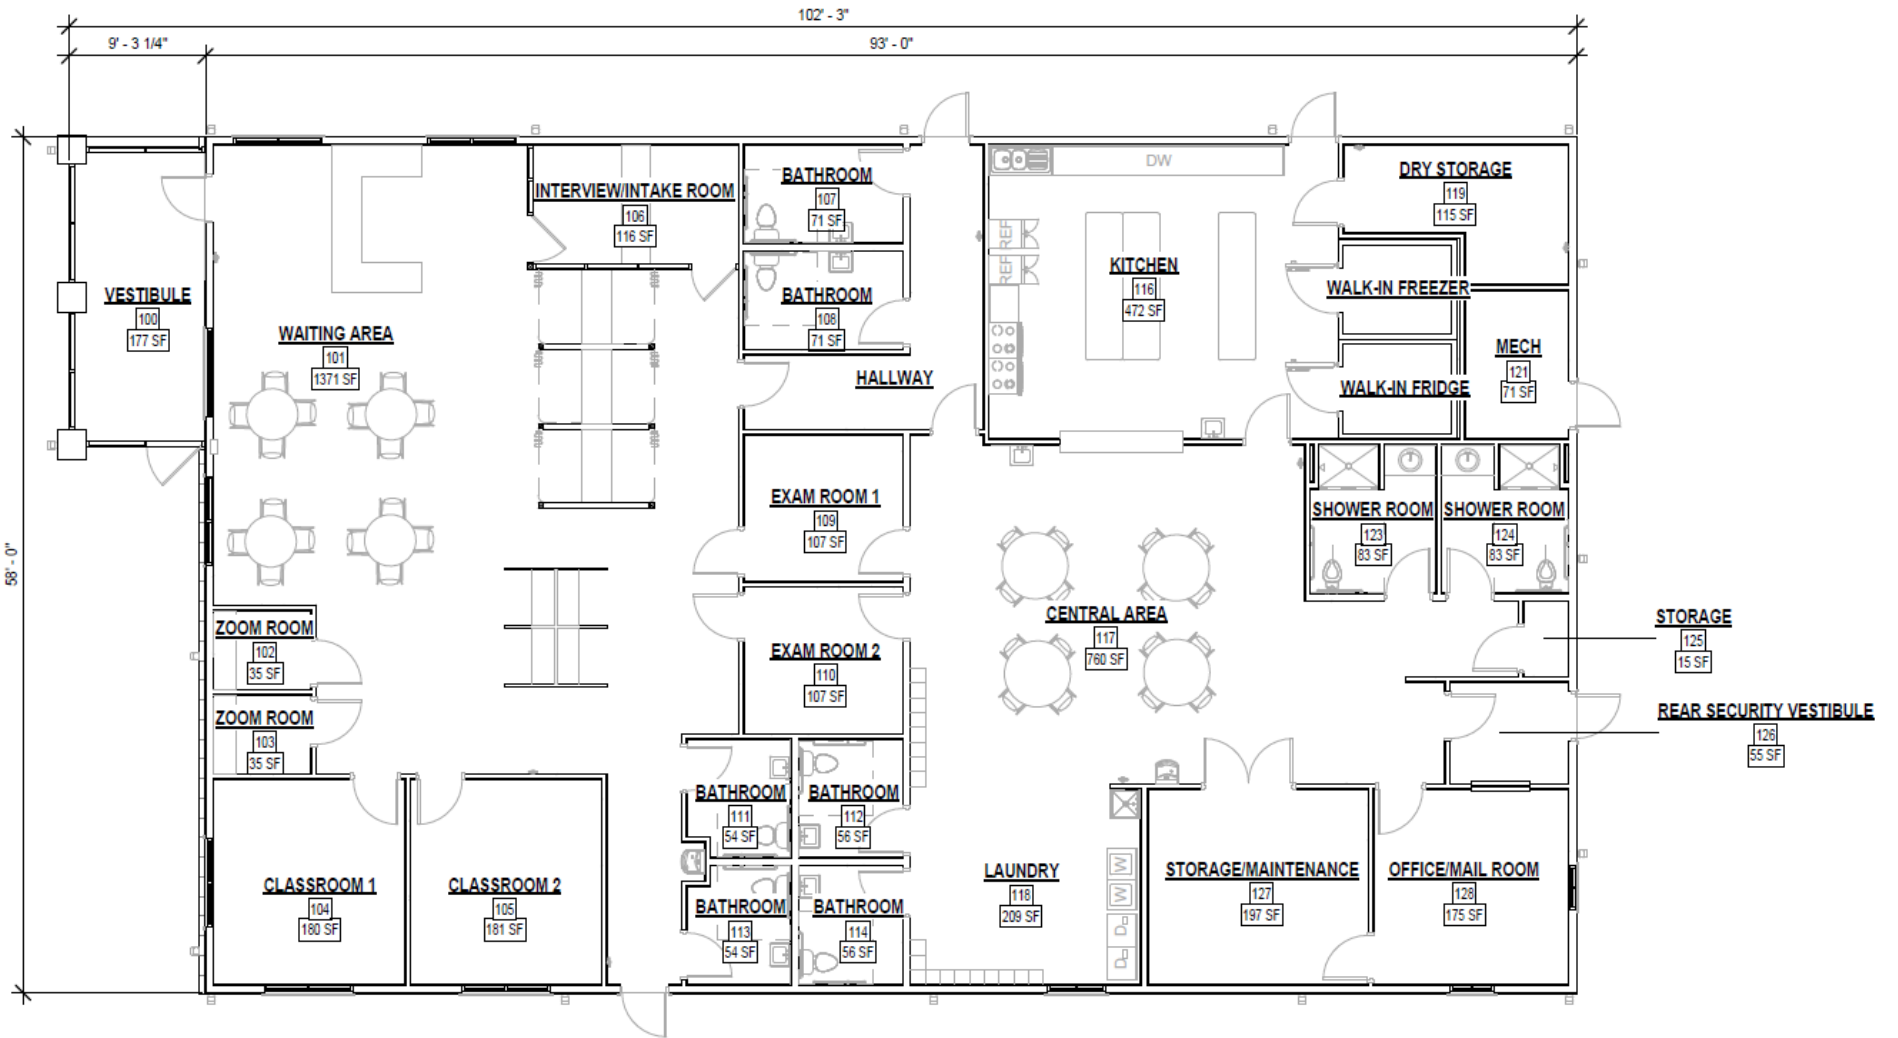 102' - 3"
9' - 3 1/4"
93' - 0"
58' - 0"
VESTIBULE
100
177 SF
WAITING AREA
101
1371 SF
INTERVIEW/INTAKE ROOM
106
116 SF
BATHROOM
107
71 SF
BATHROOM
108
71 SF
HALLWAY
DW
REF
REF
KITCHEN
116
472 SF
DRY STORAGE
119
115 SF
WALK-IN FREEZER
WALK-IN FRIDGE
MECH
121
71 SF
EXAM ROOM 1
109
107 SF
EXAM ROOM 2
110
107 SF
SHOWER ROOM
123
83 SF
SHOWER ROOM
124
83 SF
CENTRAL AREA
117
760 SF
STORAGE
125
15 SF
REAR SECURITY VESTIBULE
126
55 SF
ZOOM ROOM
102
35 SF
ZOOM ROOM
103
35 SF
CLASSROOM 1
104
180 SF
CLASSROOM 2
105
181 SF
BATHROOM
111
54 SF
BATHROOM
112
56 SF
BATHROOM
113
54 SF
BATHROOM
114
56 SF
LAUNDRY
118
209 SF
W
W
D
D
STORAGE/MAINTENANCE
127
197 SF
OFFICE/MAIL ROOM
128
175 SF